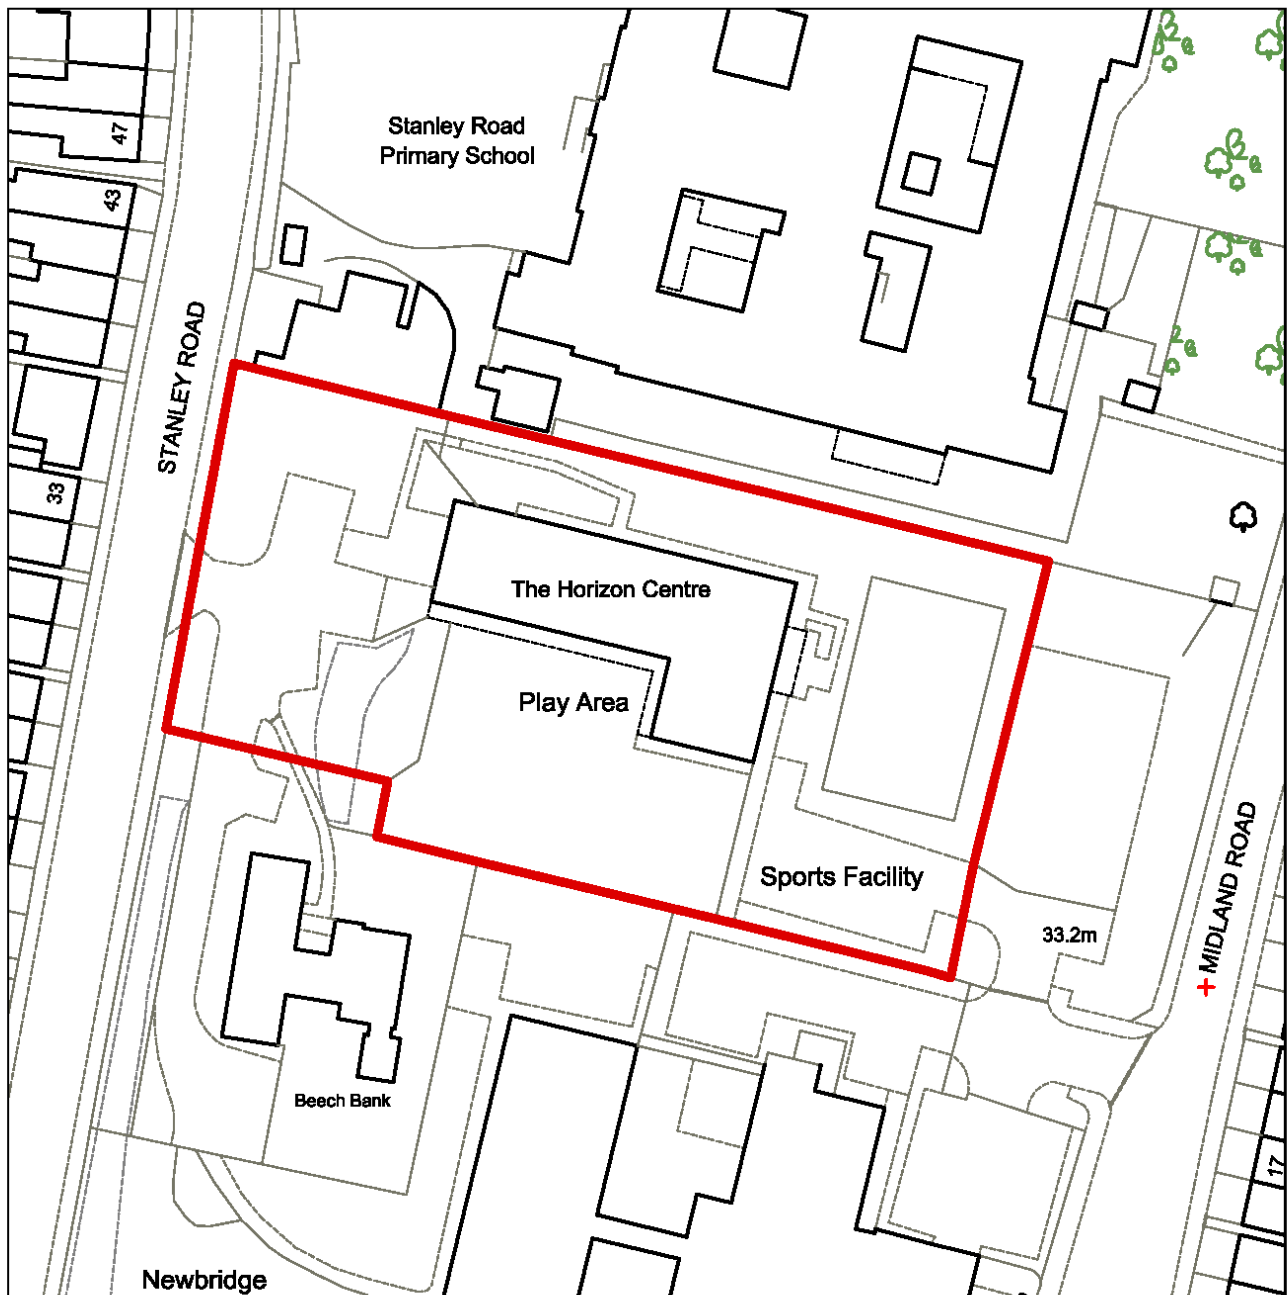 Stanley Road
Primary School
47
43
STANLEY ROAD
33
The Horizon Centre
Play Area
Sports Facility
33.2m
MIDLAND ROAD
Beech Bank
17
Newbridge